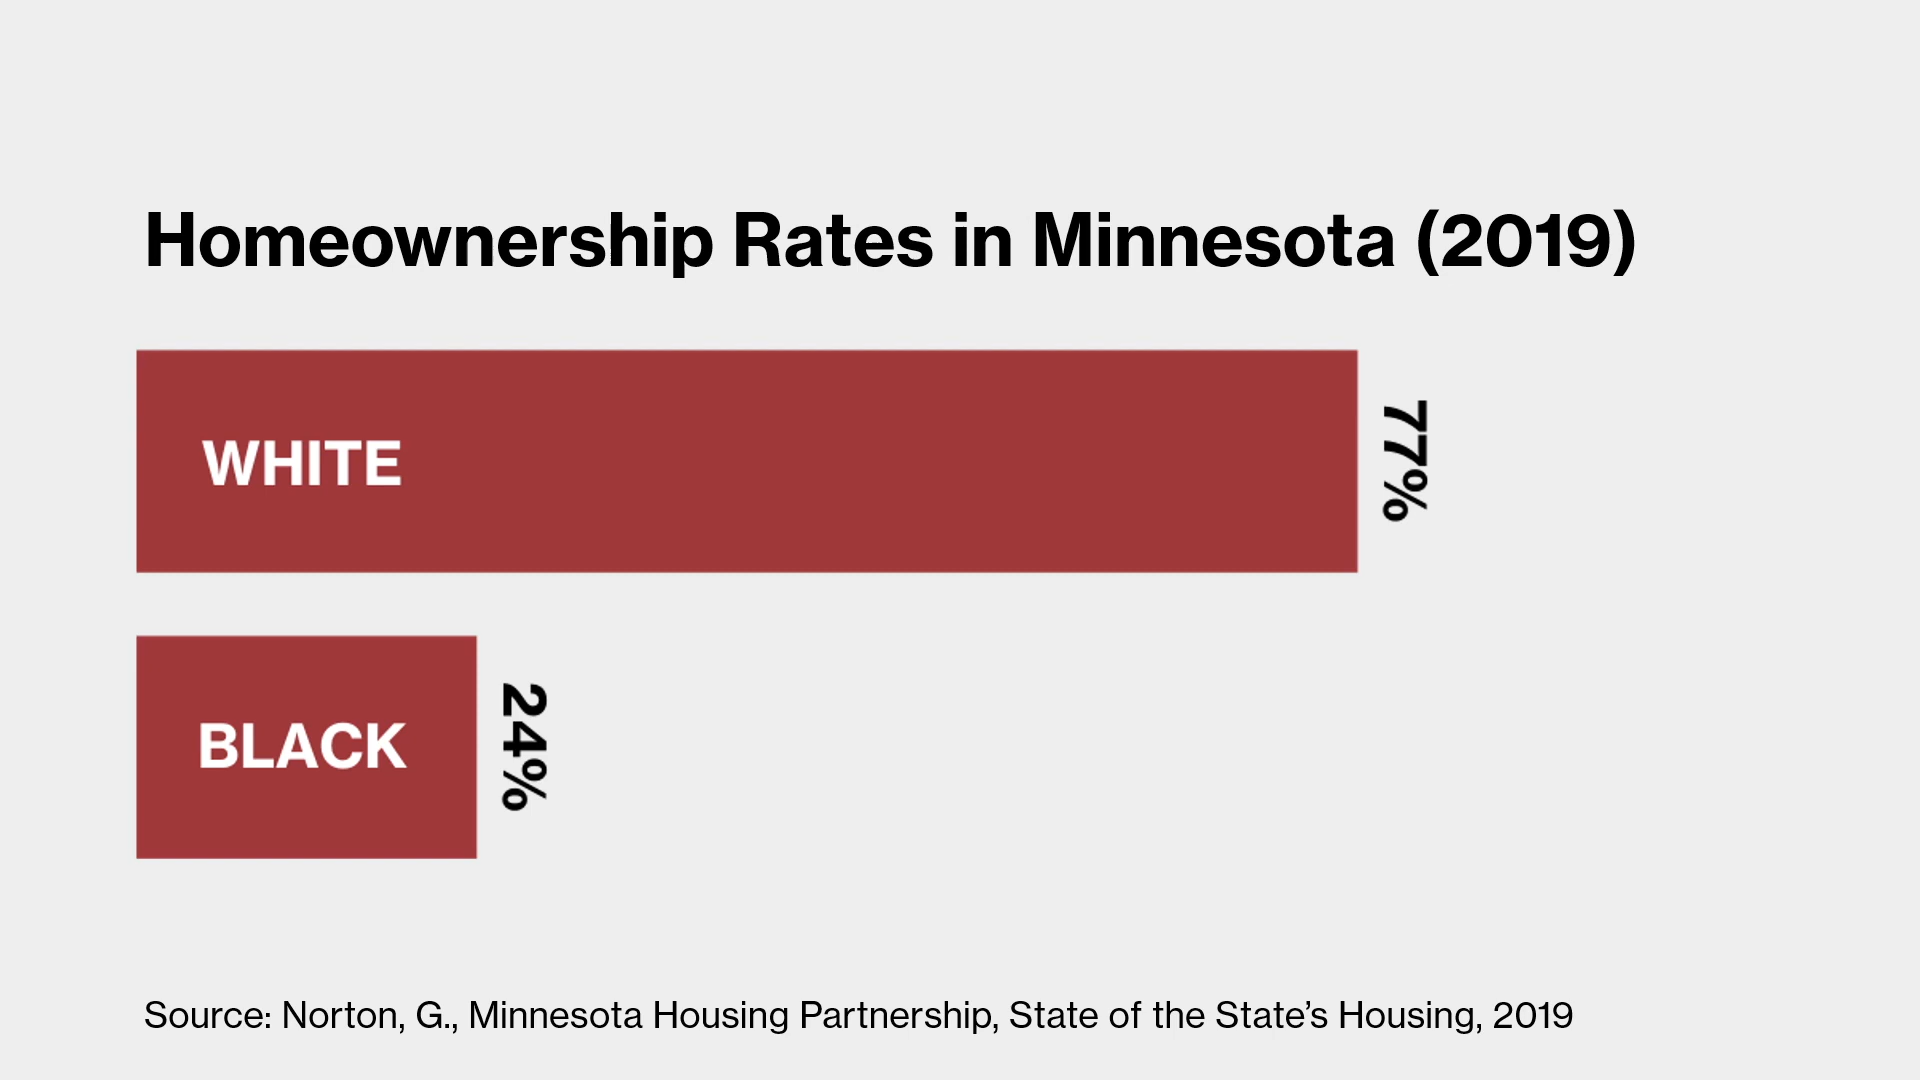 Homeownership Rates in Minnesota (2019)
WHITE
77%
BLACK
24%
Source: Norton, G., Minnesota Housing Partnership, State of the State’s Housing, 2019